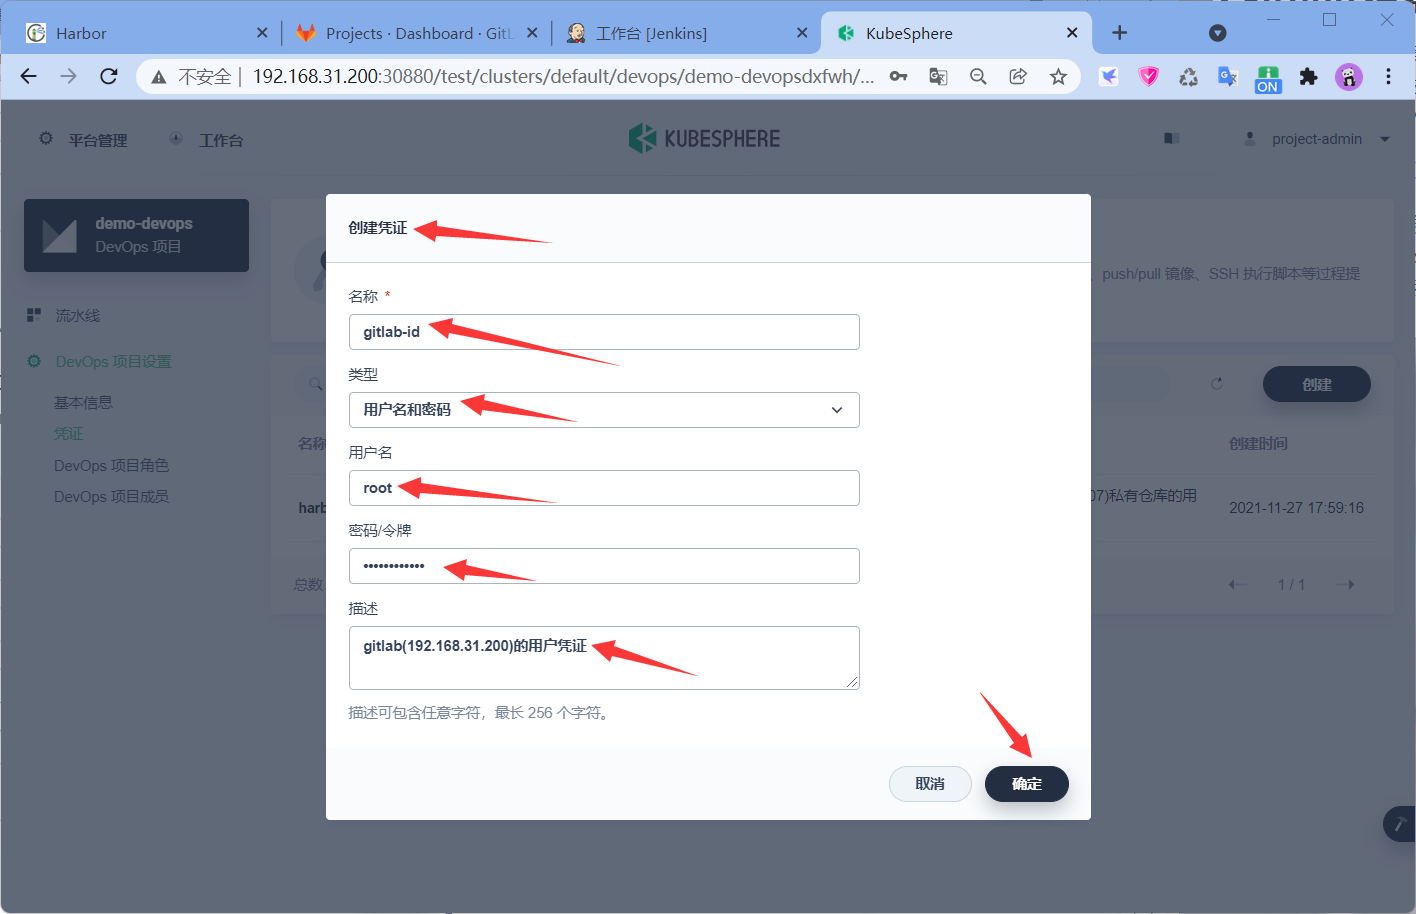 Harbor
Projects · Dashboard · GitL
工作台 [Jenkins]
KubeSphere
不安全
192.168.31.200:30880/test/clusters/default/devops/demo-devopsdxfwh/...
ON
平台管理
工作台
KUBESPHERE
project-admin
demo-devops
DevOps 项目
流水线
DevOps 项目设置
基本信息
凭证
DevOps 项目角色
DevOps 项目成员
push/pull 镜像、SSH 执行脚本等过程提
创建
名称
创建时间
harb
07)私有仓库的用
2021-11-27 17:59:16
总数
1 / 1
创建凭证
名称 *
gitlab-id
类型
用户名和密码
用户名
root
密码/令牌
••••••••••••
描述
gitlab(192.168.31.200)的用户凭证
描述可包含任意字符，最长 256 个字符。
取消
确定